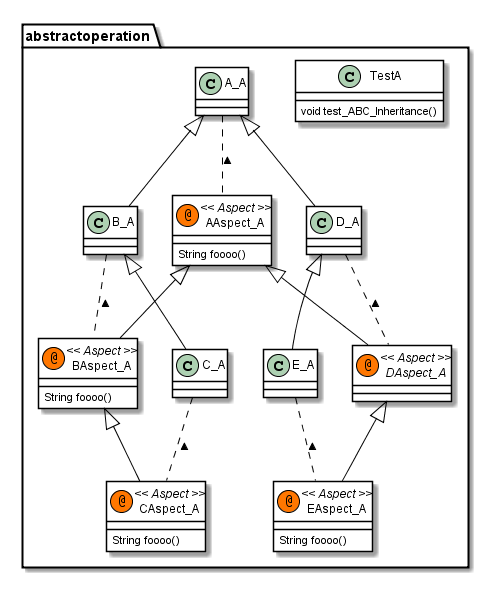 abstractoperation
C A_A
C TestA
void test_ABC_Inheritance()
C B_A
@ << Aspect >>
AAspect_A
String foooo()
C D_A
@ << Aspect >>
BAspect_A
String foooo()
C C_A
C E_A
@ << Aspect >>
DAspect_A
@ << Aspect >>
CAspect_A
String foooo()
@ << Aspect >>
EAspect_A
String foooo()